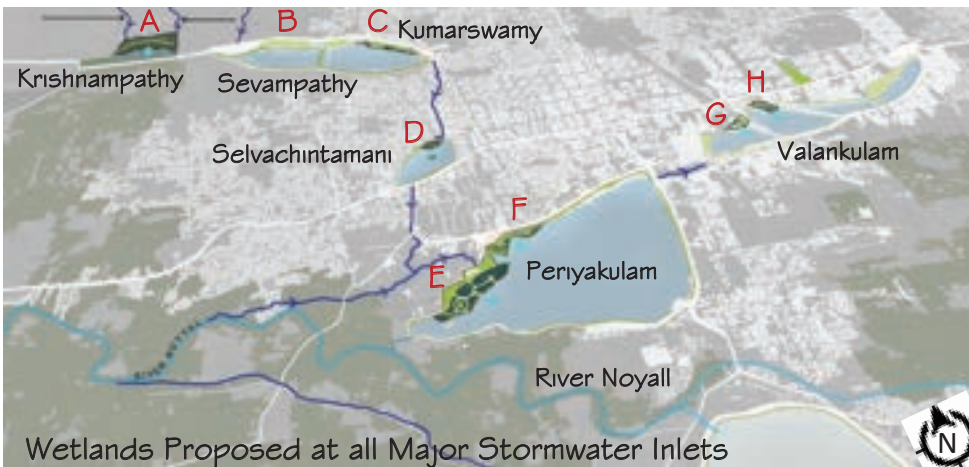 A
B
C
Kumarswamy
Krishnampathy
Sevampathy
H
G
D
Selvachintamani
Valankulam
F
E
Periyakulam
River Noyall
Wetlands Proposed at all Major Stormwater Inlets
N